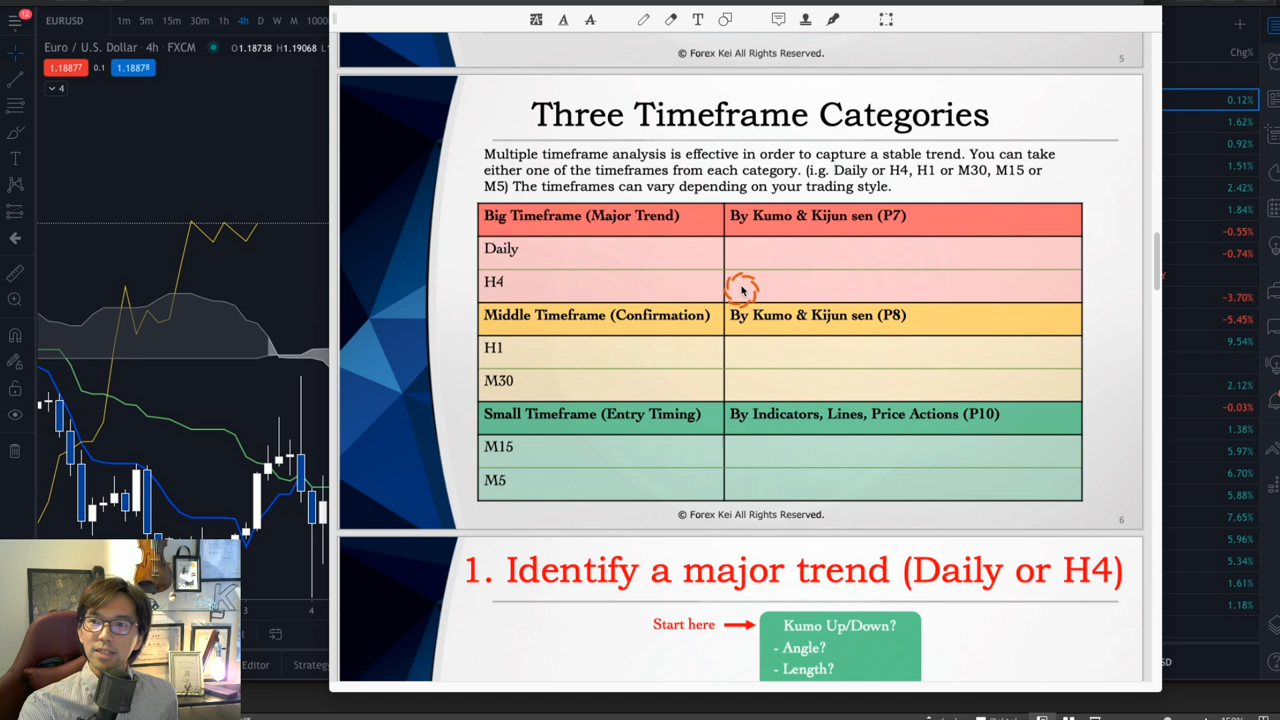 12
EURUSD
1m 5m 15m 30m 1h 4h D W M 1000
Euro / U.S. Dollar · 4h · FXCM
O1.18738 H1.19068
1.18877 0.1 1.18878
4
© Forex Kei All Rights Reserved.
5
Three Timeframe Categories
Multiple timeframe analysis is effective in order to capture a stable trend. You can take
either one of the timeframes from each category. (i.g. Daily or H4, H1 or M30, M15 or
M5) The timeframes can vary depending on your trading style.
Big Timeframe (Major Trend) By Kumo & Kijun sen (P7)
Daily
H4
Middle Timeframe (Confirmation) By Kumo & Kijun sen (P8)
H1
M30
Small Timeframe (Entry Timing) By Indicators, Lines, Price Actions (P10)
M15
M5
© Forex Kei All Rights Reserved.
6
1. Identify a major trend (Daily or H4)
Start here
Kumo Up/Down?
- Angle?
- Length?
3 4
Editor Strateg
Chg%
0.12%
1.62%
0.92%
1.51%
2.42%
1.84%
-0.55%
-0.74%
-3.70%
-5.45%
9.54%
2.12%
-0.03%
1.38%
5.97%
6.70%
5.88%
7.65%
5.96%
5.34%
1.61%
1.18%
SD